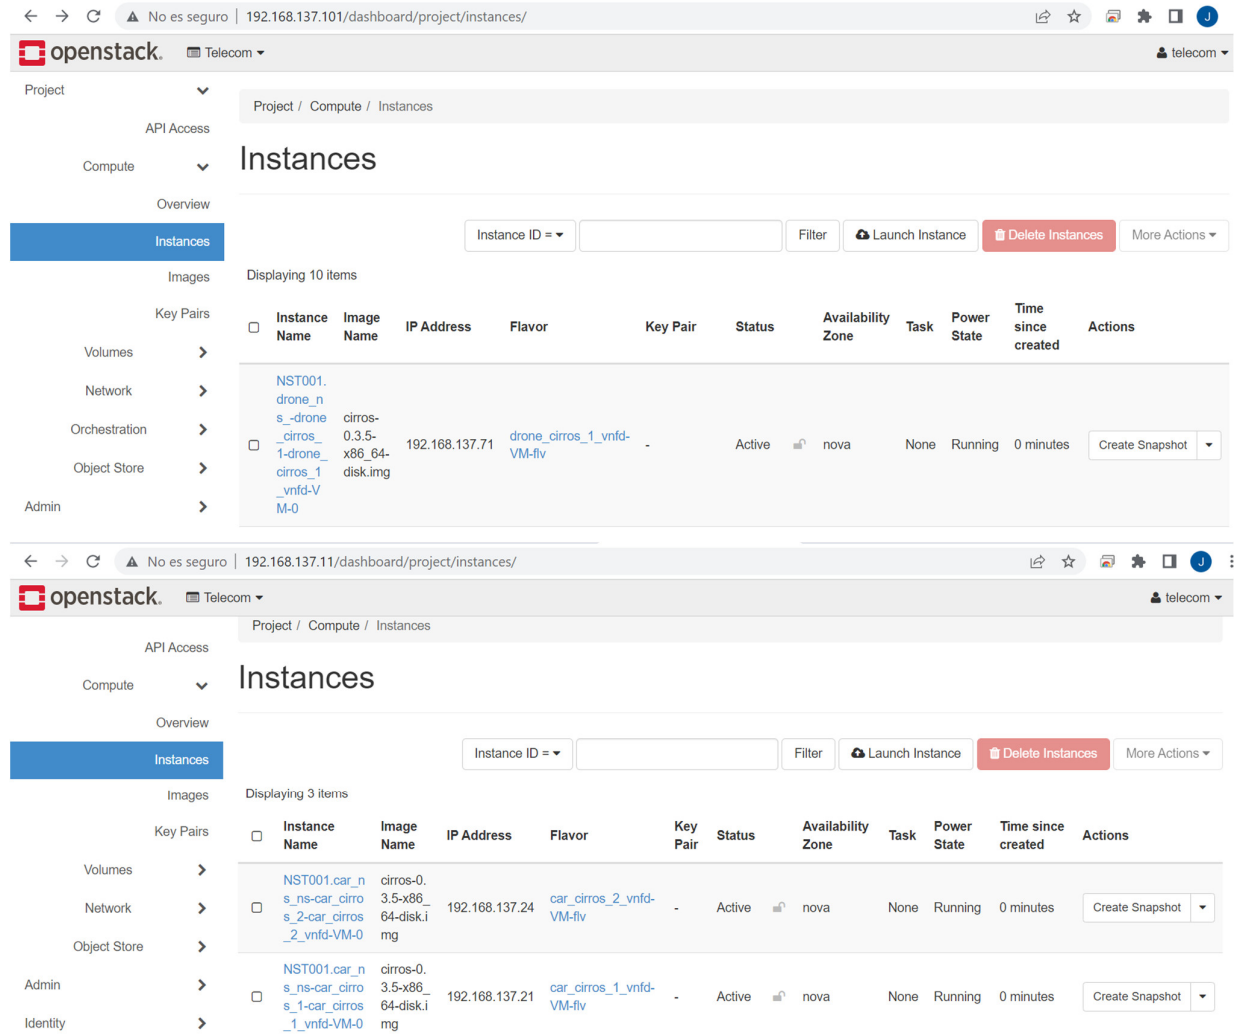 No es seguro | 192.168.137.101/dashboard/project/instances/
J
openstack. Telecom telecom
Project
Project / Compute / Instances
API Access
Instances
Compute
Overview
Instances
Instance ID = Filter Launch Instance Delete Instances More Actions
Images
Displaying 10 items
Key Pairs
Instance Name Image Name IP Address Flavor Key Pair Status Availability Zone Task Power State Time since created Actions
Volumes
Network
Orchestration
Object Store
Admin
NST001.
drone_n
s_-drone
_cirros_
1-drone_
cirros_1
_vnfd-V
M-0
cirros-
0.3.5-
x86_64-
disk.img
192.168.137.71
drone_cirros_1_vnfd-
VM-flv
- Active nova None Running 0 minutes Create Snapshot
No es seguro | 192.168.137.11/dashboard/project/instances/
J
openstack. Telecom telecom
Project / Compute / Instances
API Access
Instances
Compute
Overview
Instances
Instance ID = Filter Launch Instance Delete Instances More Actions
Images
Displaying 3 items
Key Pairs
Instance Name Image Name IP Address Flavor Key Pair Status Availability Zone Task Power State Time since created Actions
Volumes
Network
Object Store
Admin
Identity
NST001.car_n
s_ns-car_cirro
s_2-car_cirros
_2_vnfd-VM-0
cirros-0.
3.5-x86_
64-disk.i
mg
192.168.137.24
car_cirros_2_vnfd-
VM-flv
- Active nova None Running 0 minutes Create Snapshot
NST001.car_n
s_ns-car_cirro
s_1-car_cirros
_1_vnfd-VM-0
cirros-0.
3.5-x86_
64-disk.i
mg
192.168.137.21
car_cirros_1_vnfd-
VM-flv
- Active nova None Running 0 minutes Create Snapshot